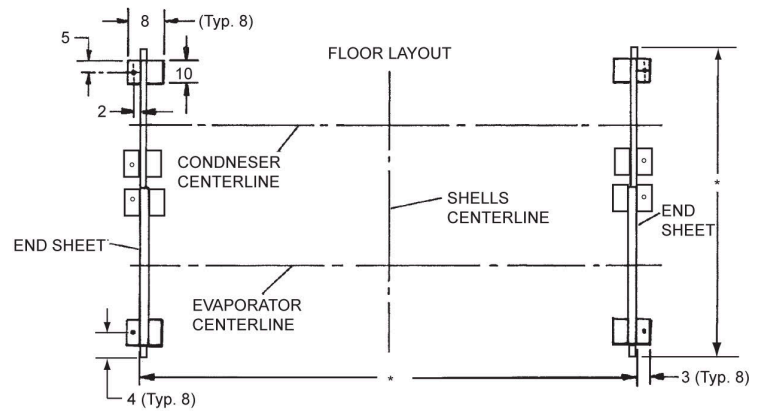 8 (Typ. 8)
5
FLOOR LAYOUT
10
2
CONDNESER
CENTERLINE
*
SHELLS
CENTERLINE
END
SHEET
END SHEET
EVAPORATOR
CENTERLINE
*
3 (Typ. 8)
4 (Typ. 8)